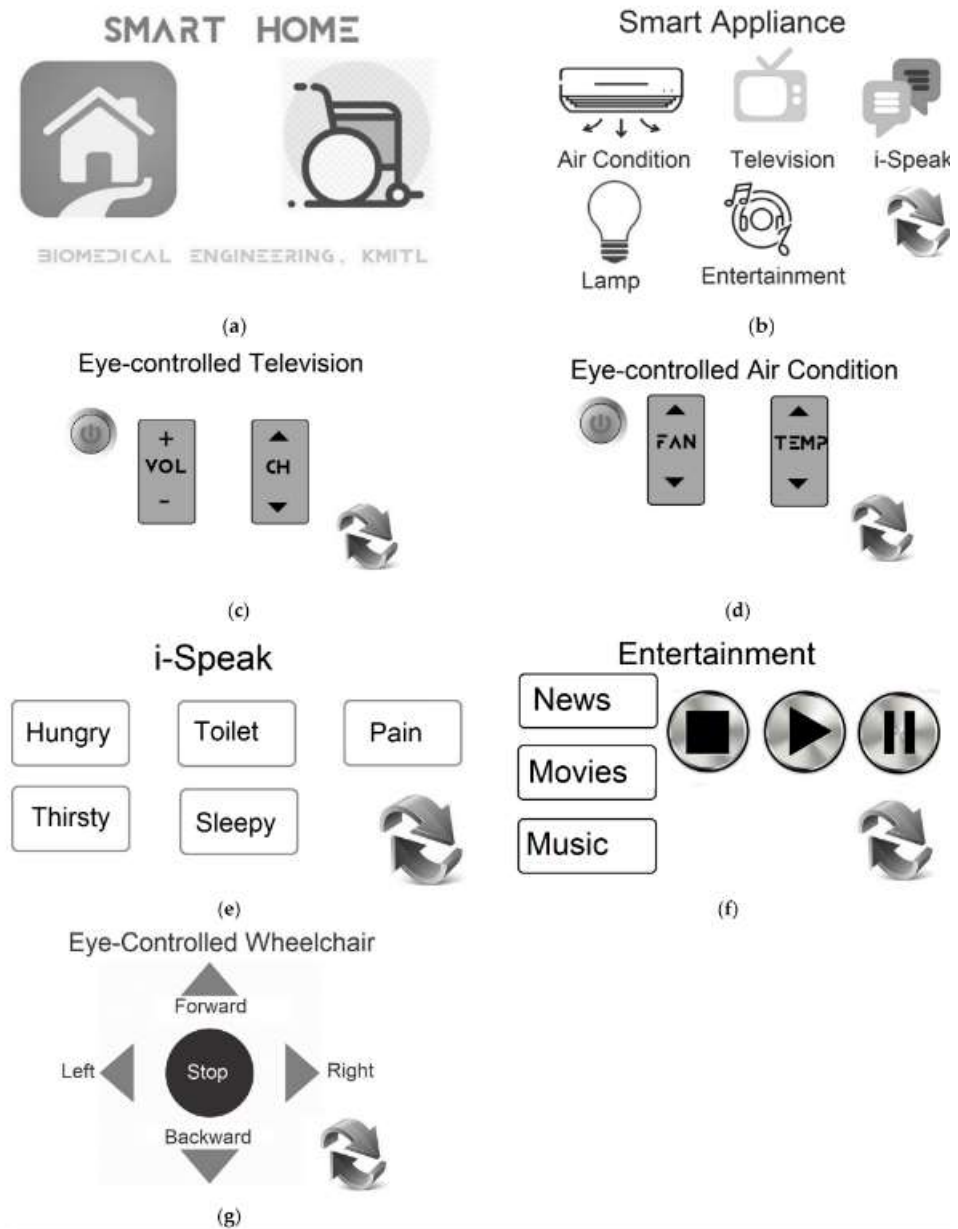 SMART HOME
BIOMEDICAL ENGINEERING, KMITL
(a)
Smart Appliance
Air Condition Television i-Speak
Lamp Entertainment
(b)
Eye-controlled Television
+
VOL CH
-
(c)
Eye-controlled Air Condition
FAN TEMP
(d)
i-Speak
Hungry Toilet Pain
Thirsty Sleepy
(e)
Entertainment
News
Movies
Music
(f)
Eye-Controlled Wheelchair
Forward
Left Stop Right
Backward
(g)